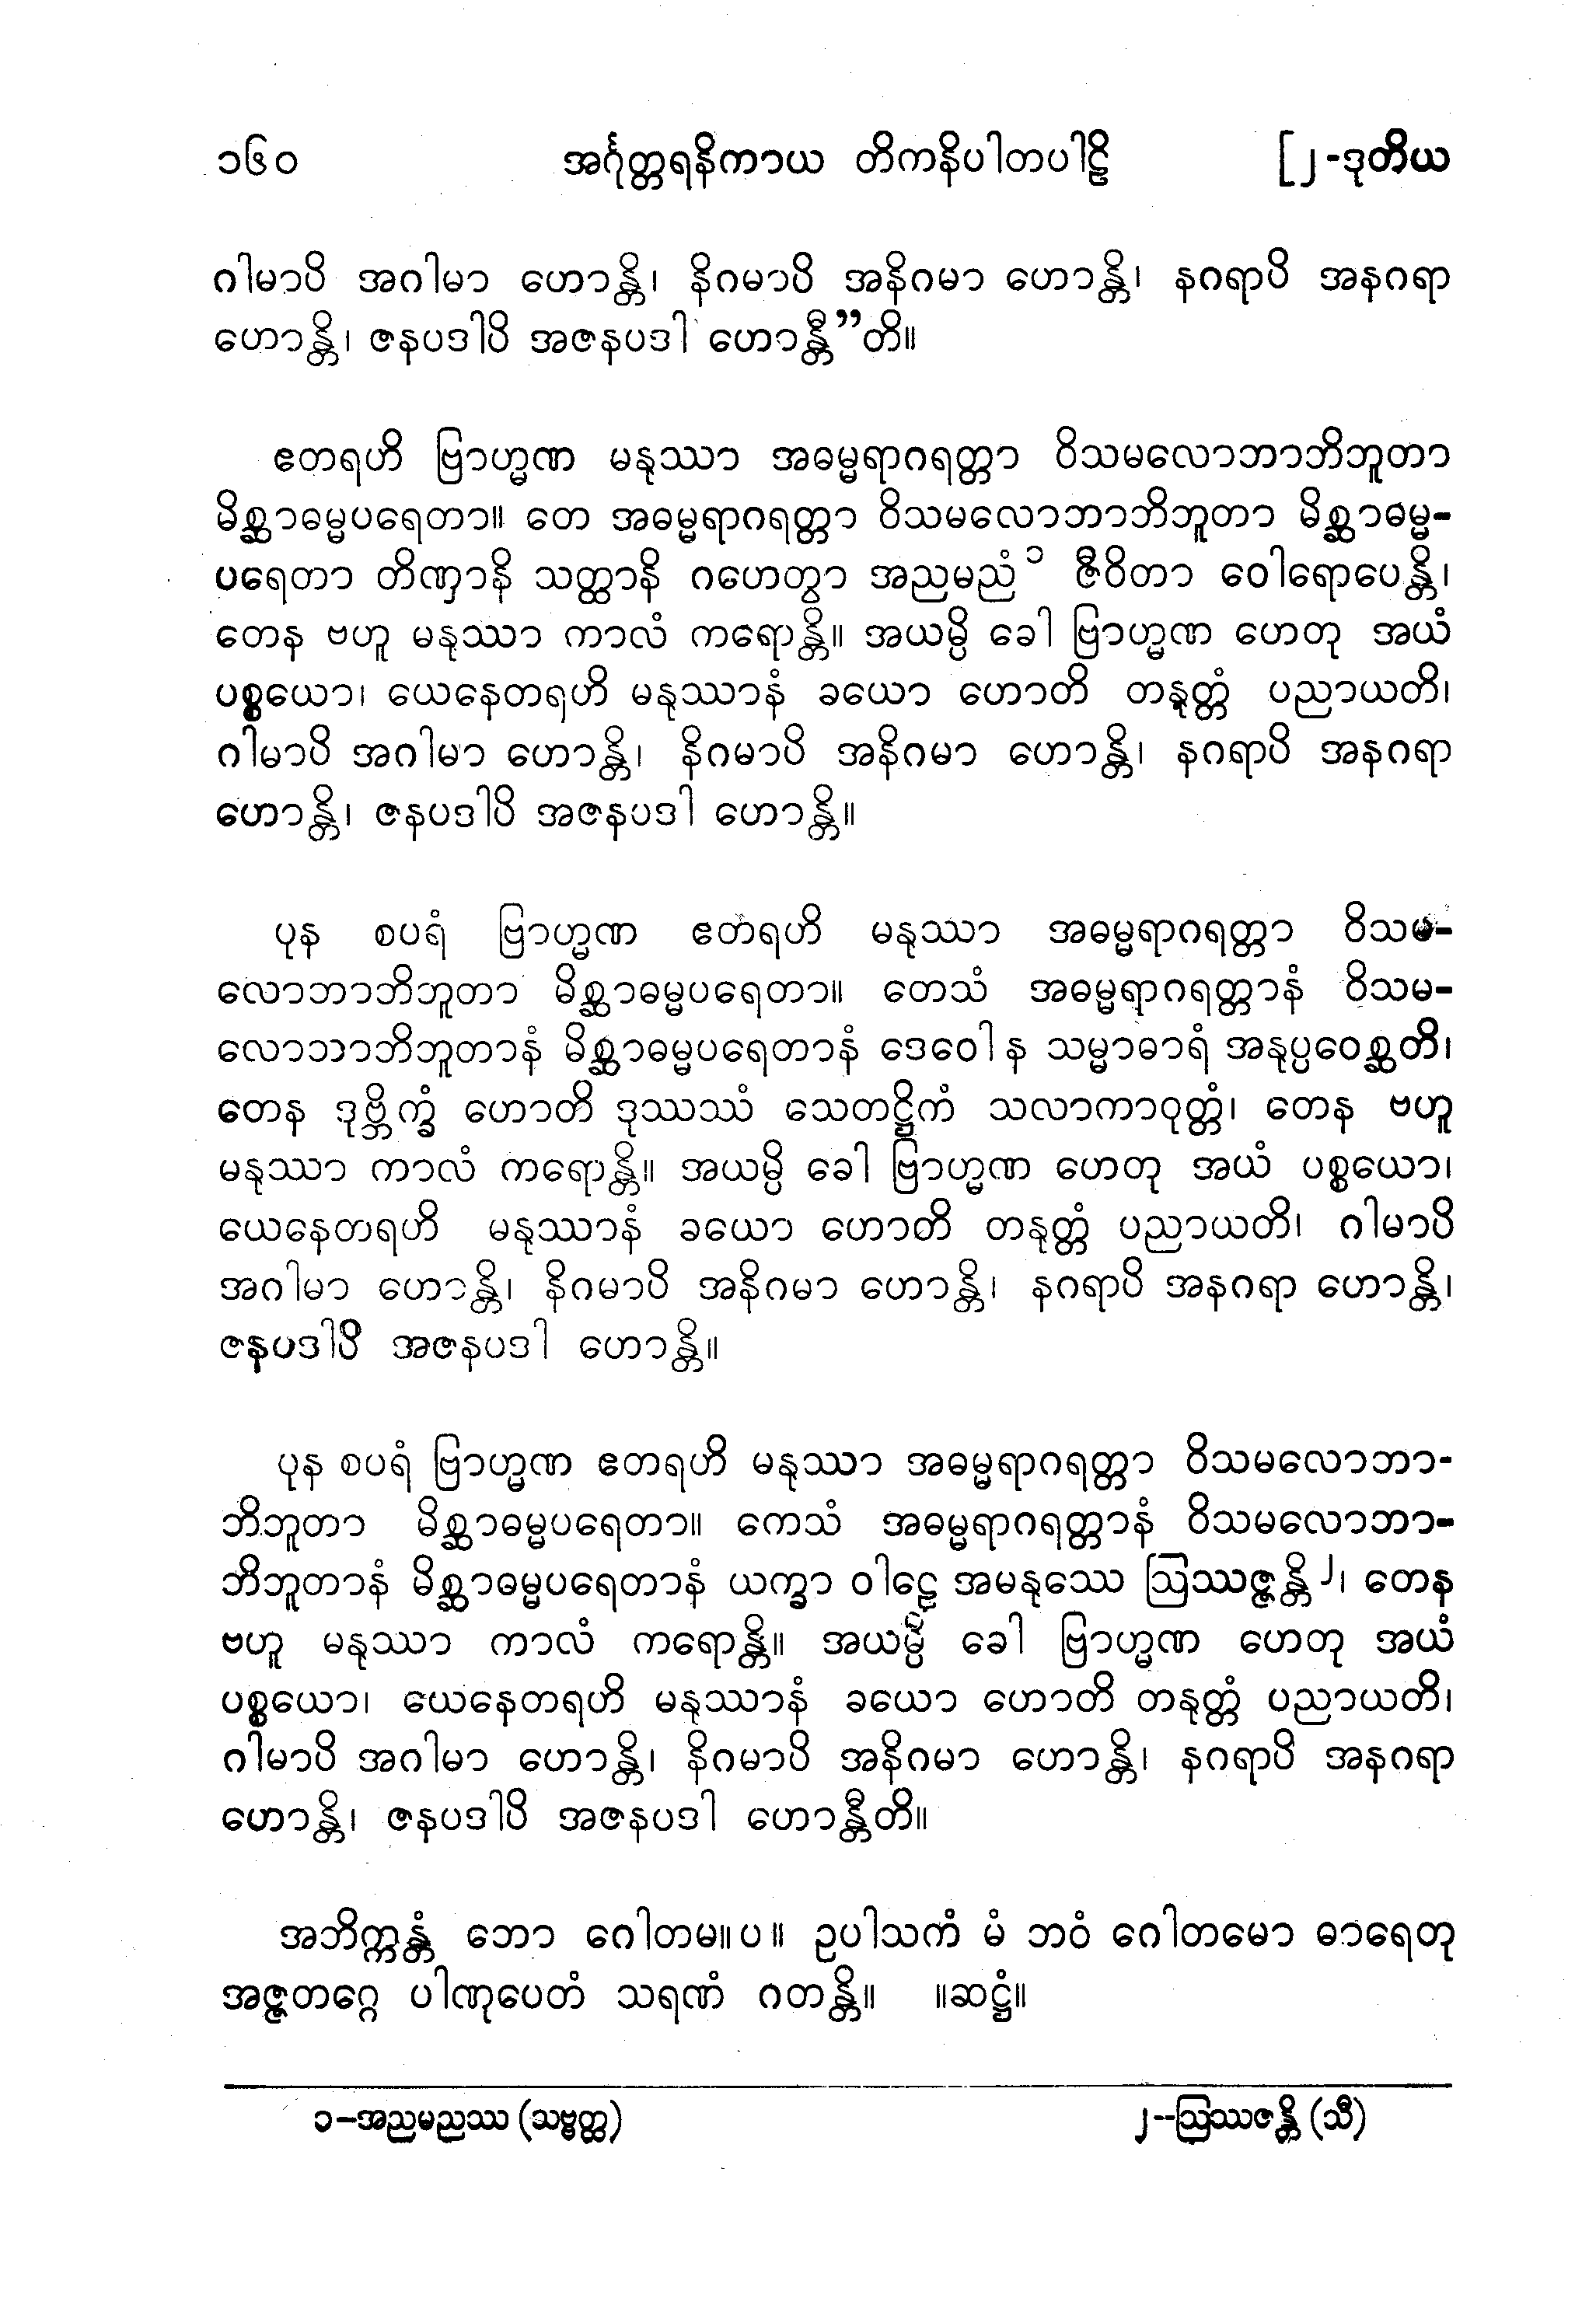 ၁၆၀ အင်္ဂုတ္တရနိကာယ တိကနိပါတပါဠိ [၂-ဒုတိယ
ဂါမာပိ အဂါမာ ဟောန္တိ၊ နိဂမာပိ အနိဂမာ ဟောန္တိ၊ နဂရာပိ အနဂရာ
ဟောန္တိ၊ ဇနပဒါပိ အဇနပဒါ ဟောန္တီ”တိ။
ဧတရဟိ ဗြာဟ္မဏ မနုဿာ အဓမ္မရာဂရတ္တာ ဝိသမလောဘာဘိဘူတာ
မိစ္ဆာဓမ္မပရေတာ။ တေ အဓမ္မရာဂရတ္တာ ဝိသမလောဘာဘိဘူတာ မိစ္ဆာဓမ္မ-
ပရေတာ တိဏှာနိ သတ္ထာနိ ဂဟေတွာ အညမညံ ၁ ဇီဝိတာ ဝေါရောပေန္တိ၊
တေန ဗဟူ မနုဿာ ကာလံ ကရောန္တိ။ အယမ္ပိ ခေါ ဗြာဟ္မဏ ဟေတု အယံ
ပစ္စယော၊ ယေနေတရဟိ မနုဿာနံ ခယော ဟောတိ တနုတ္တံ ပညာယတိ၊
ဂါမာပိ အဂါမာ ဟောန္တိ၊ နိဂမာပိ အနိဂမာ ဟောန္တိ၊ နဂရာပိ အနဂရာ
ဟောန္တိ၊ ဇနပဒါပိ အဇနပဒါ ဟောန္တိ။
ပုန စပရံ ဗြာဟ္မဏ ဧတရဟိ မနုဿာ အဓမ္မရာဂရတ္တာ ဝိသမ-
လောဘာဘိဘူတာ မိစ္ဆာဓမ္မပရေတာ။ တေသံ အဓမ္မရာဂရတ္တာနံ ဝိသမ-
လောဘာဘိဘူတာနံ မိစ္ဆာဓမ္မပရေတာနံ ဒေဝေါ န သမ္မာဓာရံ အနုပ္ပဝေစ္ဆတိ၊
တေန ဒုဗ္ဘိက္ခံ ဟောတိ ဒုဿဿံ သေတဋ္ဌိကံ သလာကာဝုတ္တံ၊ တေန ဗဟူ
မနုဿာ ကာလံ ကရောန္တိ။ အယမ္ပိ ခေါ ဗြာဟ္မဏ ဟေတု အယံ ပစ္စယော၊
ယေနေတရဟိ မနုဿာနံ ခယော ဟောတိ တနုတ္တံ ပညာယတိ၊ ဂါမာပိ
အဂါမာ ဟောန္တိ၊ နိဂမာပိ အနိဂမာ ဟောန္တိ၊ နဂရာပိ အနဂရာ ဟောန္တိ၊
ဇနပဒါပိ အဇနပဒါ ဟောန္တိ။
ပုန စပရံ ဗြာဟ္မဏ ဧတရဟိ မနုဿာ အဓမ္မရာဂရတ္တာ ဝိသမလောဘာ-
ဘိဘူတာ မိစ္ဆာဓမ္မပရေတာ။ ကေသံ အဓမ္မရာဂရတ္တာနံ ဝိသမလောဘာ-
ဘိဘူတာနံ မိစ္ဆာဓမ္မပရေတာနံ ယက္ခာ ဝါဠေ အမနုဿေ ဩဿဇ္ဇန္တိ ၂၊ တေန
ဗဟူ မနုဿာ ကာလံ ကရောန္တိ။ အယမ္ပိ ခေါ ဗြာဟ္မဏ ဟေတု အယံ
ပစ္စယော၊ ယေနေတရဟိ မနုဿာနံ ခယော ဟောတိ တနုတ္တံ ပညာယတိ၊
ဂါမာပိ အဂါမာ ဟောန္တိ၊ နိဂမာပိ အနိဂမာ ဟောန္တိ၊ နဂရာပိ အနဂရာ
ဟောန္တိ၊ ဇနပဒါပိ အဇနပဒါ ဟောန္တီတိ။
အဘိက္ကန္တံ ဘော ဂေါတမ။ပ။ ဥပါသကံ မံ ဘဝံ ဂေါတမော ဓာရေတု
အဇ္ဇတဂ္ဂေ ပါဏုပေတံ သရဏံ ဂတန္တိ။ ။ဆဋ္ဌံ။
၁–အညမညဿ (သဗ္ဗတ္ထ) ၂--ဩဿဇန္တိ (သီ)